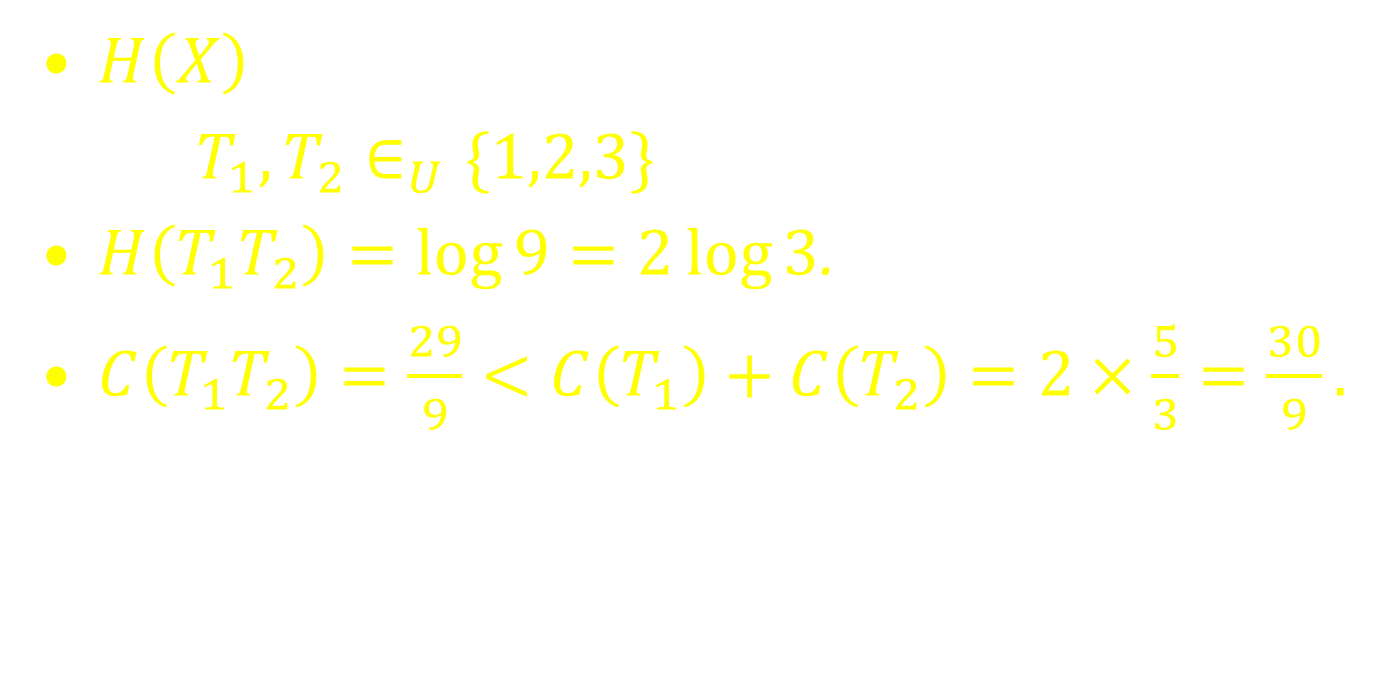 • H(X)
T₁, T₂ ∈_U {1,2,3}
• H(T₁T₂) = log 9 = 2 log 3.
• C(T₁T₂) = 29/9 < C(T₁) + C(T₂) = 2 × 5/3 = 30/9.